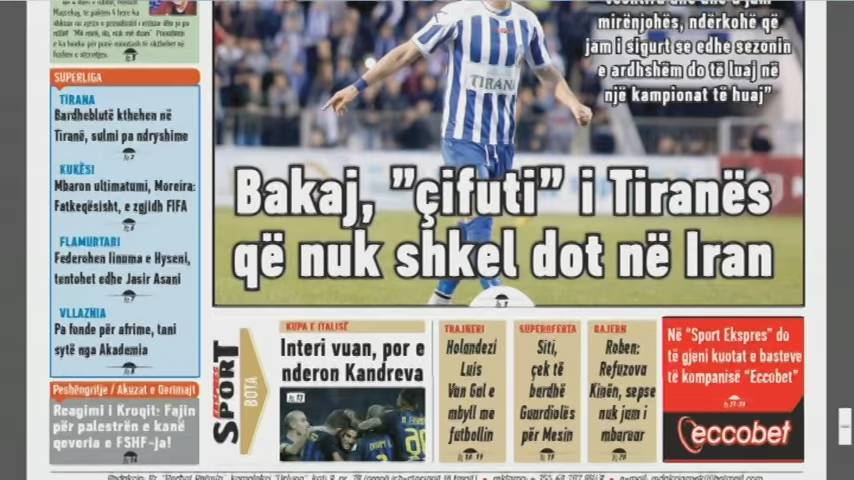 SUPERLIGA
TIRANA
Bardheblutë kthehen në
Tiranë, sulmi pa ndryshime
KUKËSI
Mbaron ultimatumi, Moreira:
Fatkeqësisht, e zgjidh FIFA
FLAMURTARI
Federohen linuma e Hyseni,
tentohet edhe Jasir Asani
VLLAZNIA
Pa fonde për afrime, tani
sytë nga Akademia
Peshëngritje / Akuzat e Qerimajt
Reagimi i Kroqit: Fajin
për palestrën e kanë
qeveria e FSHF-ja!
mirënjohës, ndërkohë që
jam i sigurt se edhe sezonin
e ardhshëm do të luaj në
një kampionat të huaj"
TIRANA
Bakaj, "çifuti" i Tiranës
që nuk shkel dot në Iran
SPORT
EKSPRES
BOTA
KUPA E ITALISË
Interi vuan, por e
nderon Kandreva
TRAJNERI
Holandezi
Luis
Van Gal e
mbyll me
futbollin
SUPEROFERTA
Siti,
çek të
bardhë
Guardiolës
për Mesin
BAJERN
Roben:
Refuzova
Kinën, sepse
nuk jam i
mbaruar
Në "Sport Ekspres" do
të gjeni kuotat e basteve
të kompanisë "Eccobet"
eccobet